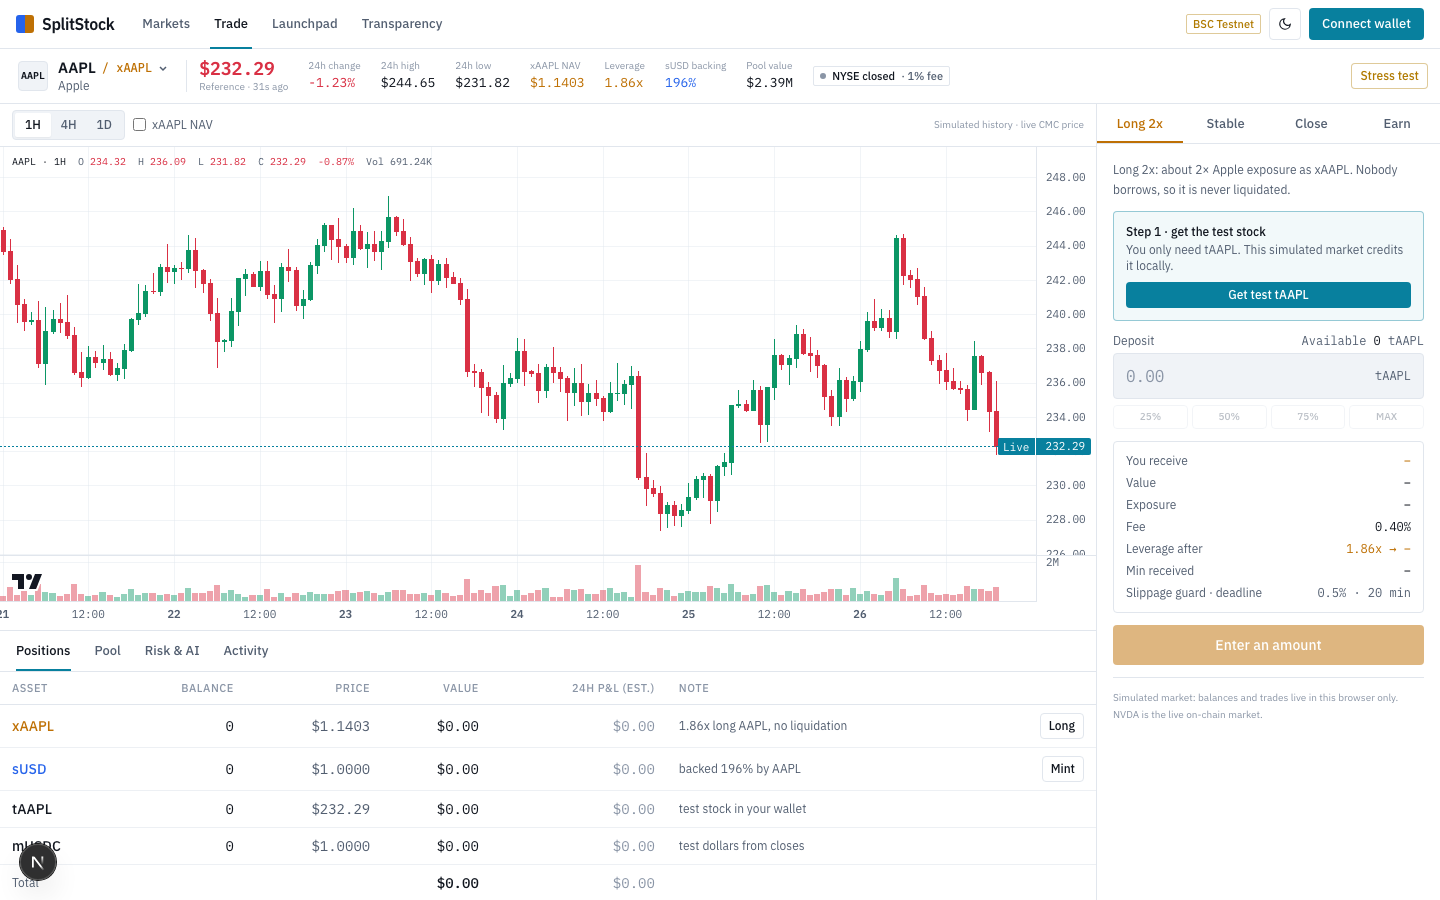 SplitStock
Markets
Trade
Launchpad
Transparency
BSC Testnet
Connect wallet
AAPL
AAPL / xAAPL
Apple
$232.29
Reference · 31s ago
24h change
-1.23%
24h high
$244.65
24h low
$231.82
xAAPL NAV
$1.1403
Leverage
1.86x
sUSD backing
196%
Pool value
$2.39M
NYSE closed · 1% fee
Stress test
1H
4H
1D
xAAPL NAV
Simulated history · live CMC price
AAPL · 1H O 234.32 H 236.09 L 231.82 C 232.29 -0.87% Vol 691.24K
248.00
246.00
244.00
242.00
240.00
238.00
236.00
234.00
Live 232.29
230.00
228.00
226.00
2M
21 12:00 22 12:00 23 12:00 24 12:00 25 12:00 26 12:00
Positions
Pool
Risk & AI
Activity
ASSET BALANCE PRICE VALUE 24H P&L (EST.) NOTE
xAAPL 0 $1.1403 $0.00 $0.00 1.86x long AAPL, no liquidation Long
sUSD 0 $1.0000 $0.00 $0.00 backed 196% by AAPL Mint
tAAPL 0 $232.29 $0.00 $0.00 test stock in your wallet
mUSDC 0 $1.0000 $0.00 $0.00 test dollars from closes
Total $0.00 $0.00
N
Long 2x
Stable
Close
Earn
Long 2x: about 2× Apple exposure as xAAPL. Nobody
borrows, so it is never liquidated.
Step 1 · get the test stock
You only need tAAPL. This simulated market credits
it locally.
Get test tAAPL
Deposit
Available 0 tAAPL
0.00
tAAPL
25%
50%
75%
MAX
You receive –
Value –
Exposure –
Fee 0.40%
Leverage after 1.86x → –
Min received –
Slippage guard · deadline 0.5% · 20 min
Enter an amount
Simulated market: balances and trades live in this browser only.
NVDA is the live on-chain market.